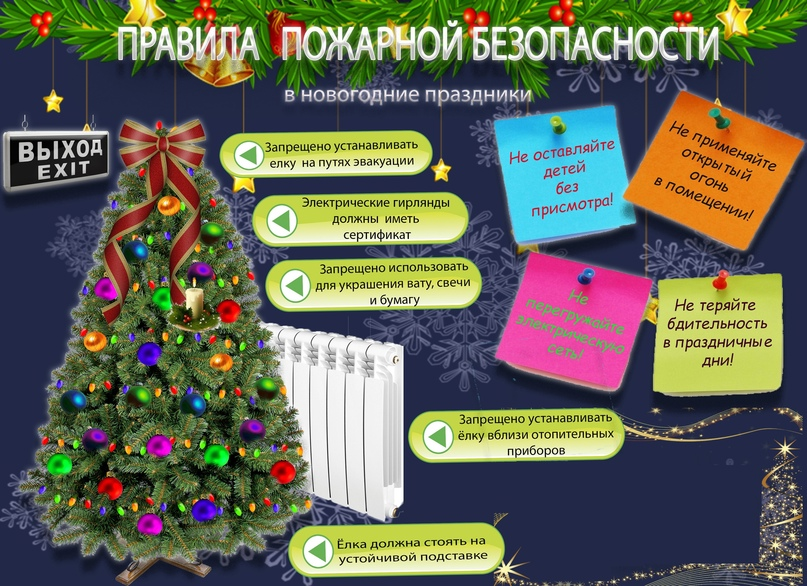 ПРАВИЛА ПОЖАРНОЙ БЕЗОПАСНОСТИ
в новогодние праздники
ВЫХОД
EXIT
Запрещено устанавливать
елку на путях эвакуации
Электрические гирлянды
должны иметь
сертификат
Запрещено использовать
для украшения вату, свечи
и бумагу
Не оставляйте
детей
без
присмотра!
Не применяйте
открытый
огонь
в помещении!
Не
перегружайте
электрическую
сеть!
Не теряйте
бдительность
в праздничные
дни!
Запрещено устанавливать
ёлку вблизи отопительных
приборов
Ёлка должна стоять на
устойчивой подставке